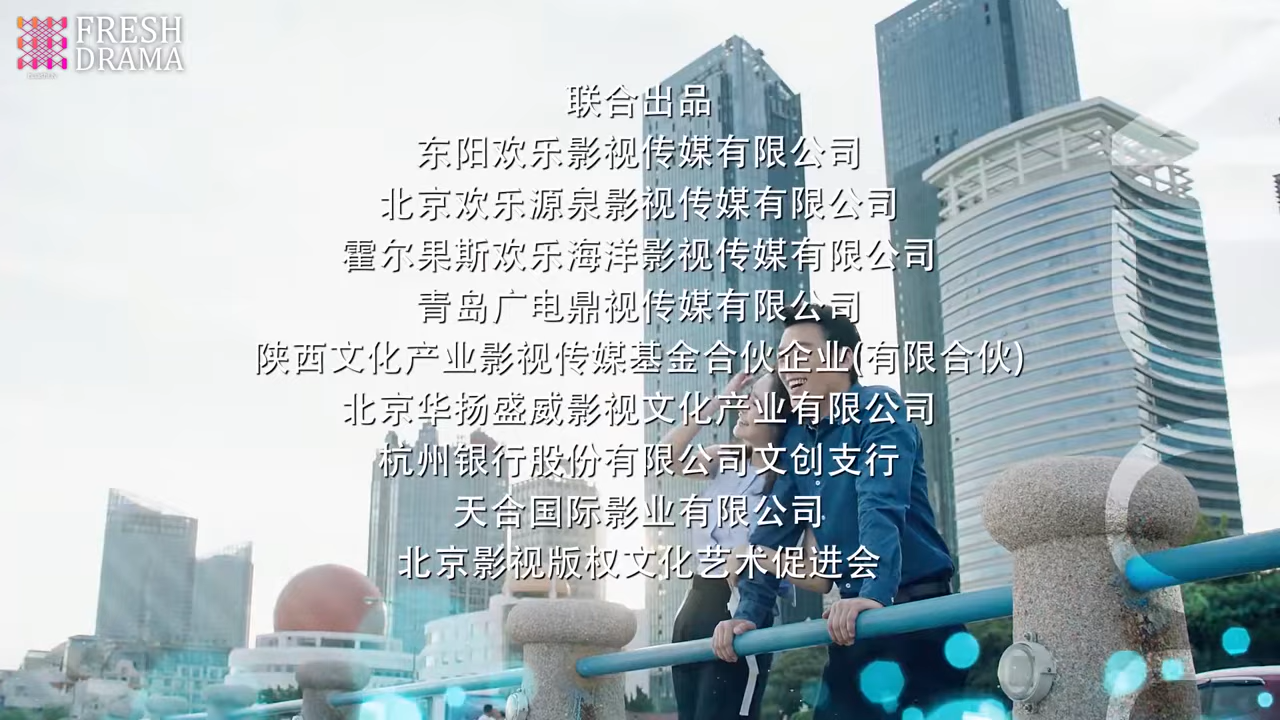 FRESH
DRAMA
联合出品
东阳欢乐影视传媒有限公司
北京欢乐源泉影视传媒有限公司
霍尔果斯欢乐海洋影视传媒有限公司
青岛广电鼎视传媒有限公司
陕西文化产业影视传媒基金合伙企业(有限合伙)
北京华扬盛威影视文化产业有限公司
杭州银行股份有限公司文创支行
天合国际影业有限公司
北京影视版权文化艺术促进会